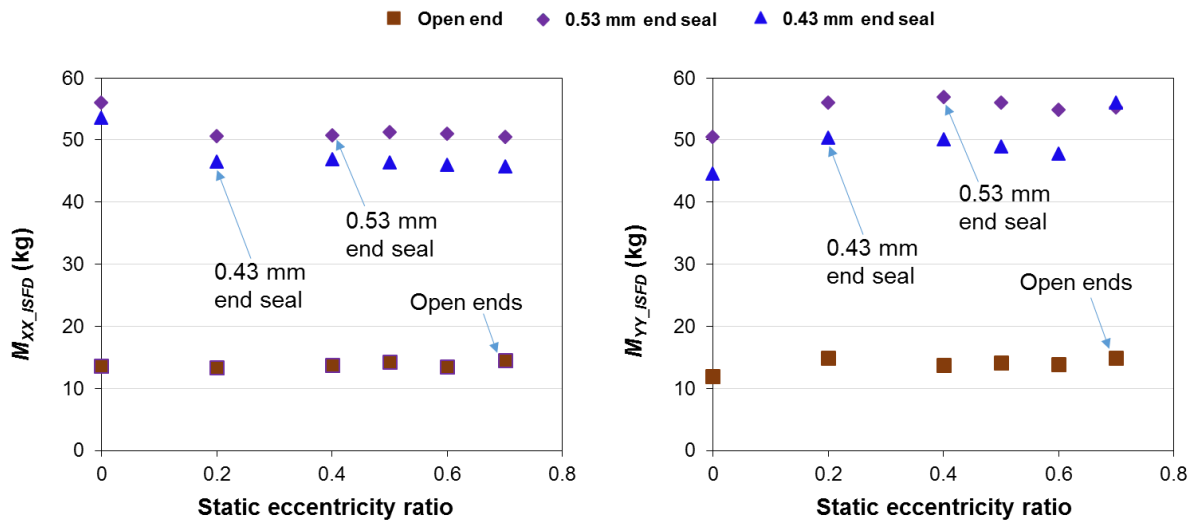 Open end 0.53 mm end seal 0.43 mm end seal
60
50
40
30
20
10
0
M_XX_ISFD (kg)
0.53 mm
end seal
0.43 mm
end seal
Open ends
0 0.2 0.4 0.6 0.8
Static eccentricity ratio
60
50
40
30
20
10
0
M_YY_ISFD (kg)
0.53 mm
end seal
0.43 mm
end seal
Open ends
0 0.2 0.4 0.6 0.8
Static eccentricity ratio